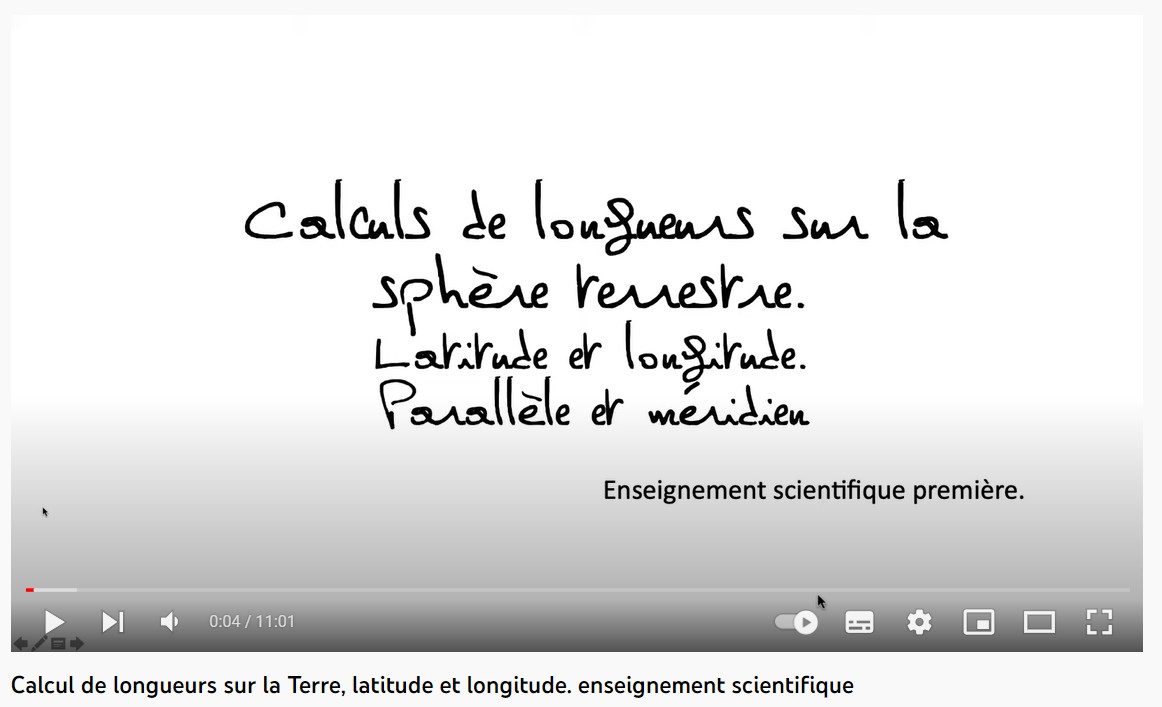 Calculs de longueurs sur la
sphère terrestre.
Latitude et longitude.
Parallèle et méridien
Enseignement scientifique première.
0:04 / 11:01
Calcul de longueurs sur la Terre, latitude et longitude. enseignement scientifique